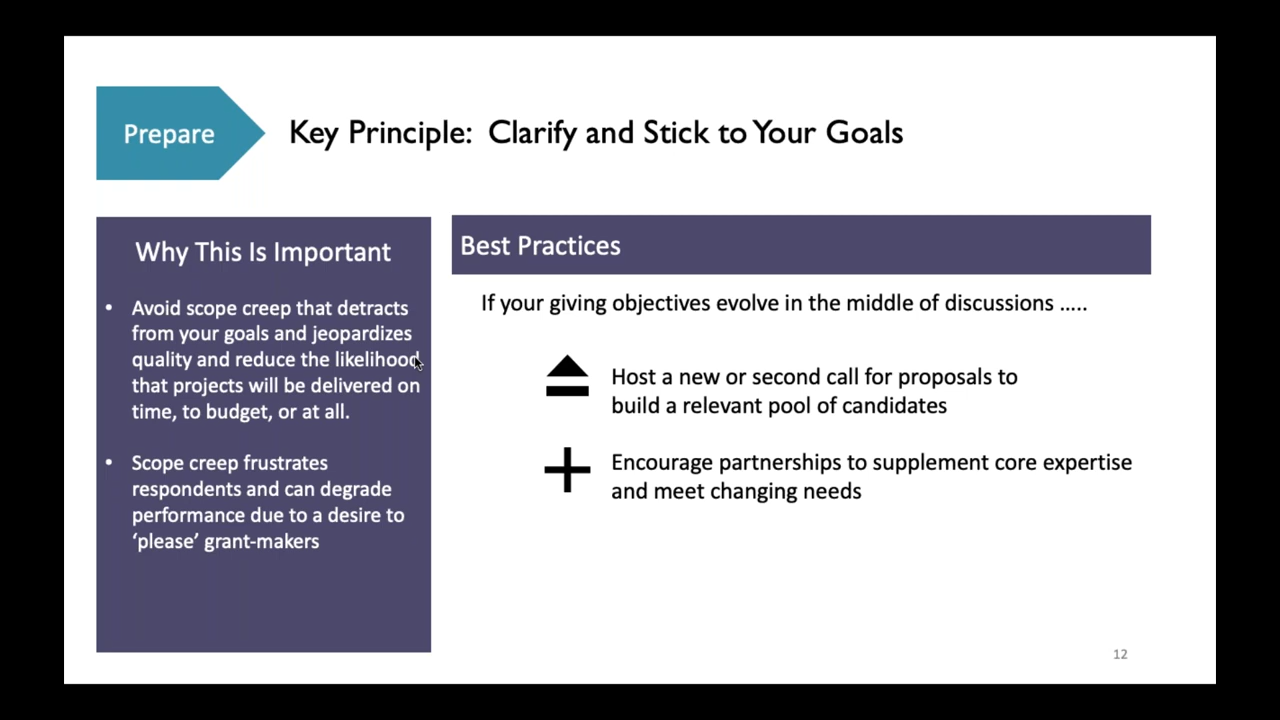 Prepare
Key Principle:  Clarify and Stick to Your Goals
Why This Is Important
• Avoid scope creep that detracts
from your goals and jeopardizes
quality and reduce the likelihood
that projects will be delivered on
time, to budget, or at all.
• Scope creep frustrates
respondents and can degrade
performance due to a desire to
‘please’ grant-makers
Best Practices
If your giving objectives evolve in the middle of discussions .....
Host a new or second call for proposals to
build a relevant pool of candidates
Encourage partnerships to supplement core expertise
and meet changing needs
12